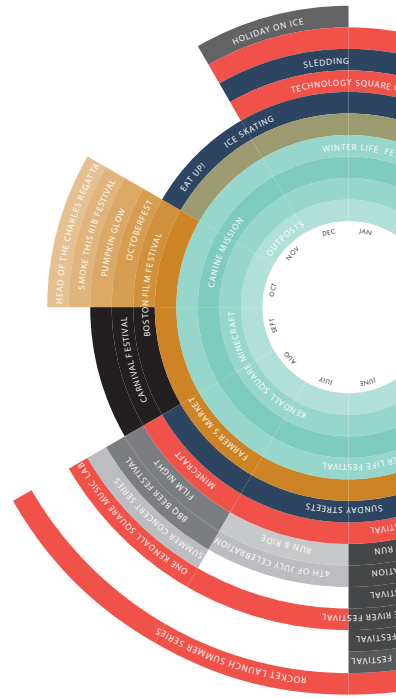 HOLIDAY ON ICE
SLEDDING
TECHNOLOGY SQUARE
ICE SKATING
EAT UP!
WINTER LIFE
CANINE MISSION
OUTPOSTS
DEC
JAN
NOV
OCT
SEPT
AUG
JULY
JUNE
HEAD OF THE CHARLES REGATTA
SMOKE THIS RIB FESTIVAL
PUMPKIN GLOW
OCTOBERFEST
BOSTON FILM FESTIVAL
CARNIVAL FESTIVAL
KENDALL SQUARE MINECRAFT
FARMER'S MARKET
LIFE FESTIVAL
SUNDAY STREETS
MINECRAFT
FILM NIGHT
BBQ BEER FEER FESTIVAL
SUMMER CONCERT SERIES
ONE KENDALL SQUARE MUSIC LAB
RUN & RIDE
4TH OF JULY CELEBRATION
RUN
RIVER FESTIVAL
FESTIVAL
FESTIVAL
ROCKET LAUNCH SUMMER SERIES